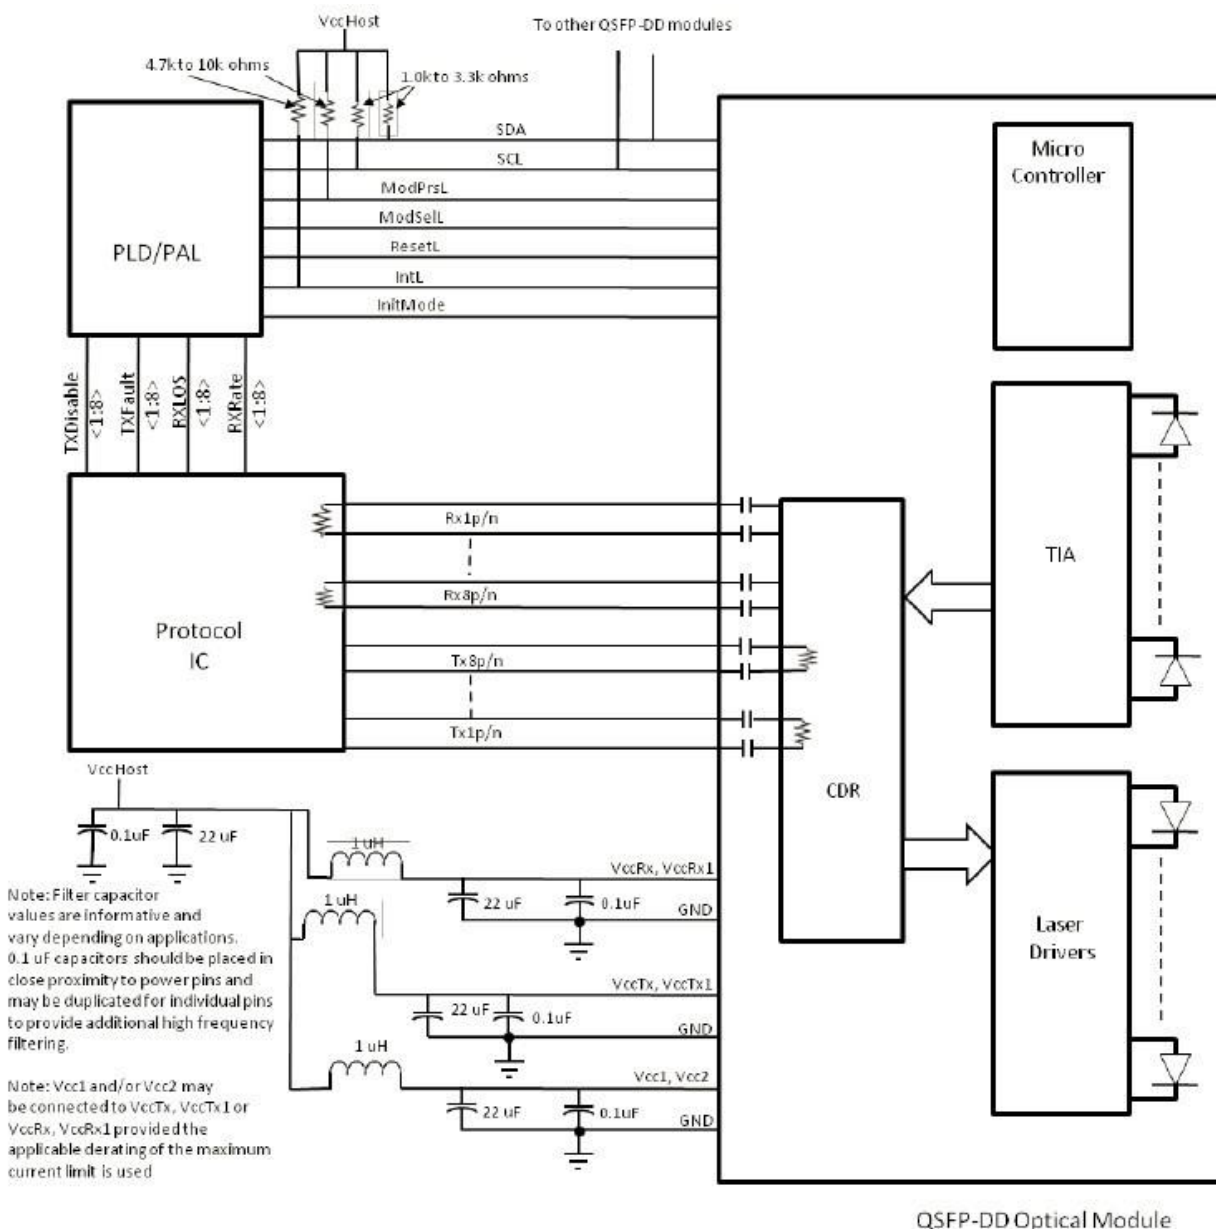 VccHost
To other QSFP-DD modules
4.7k to 10k ohms
1.0k to 3.3k ohms
SDA
SCL
ModPrsL
ModSelL
ResetL
IntL
InitMode
PLD/PAL
Micro
Controller
TXDisable
<1:8>
TXFault
<1:8>
RXLOS
<1:8>
RXRate
<1:8>
Rx1p/n
Rx8p/n
Tx8p/n
Tx1p/n
Protocol
IC
TIA
CDR
Laser
Drivers
VccHost
0.1uF
22 uF
1 uH
VccRx, VccRx1
22 uF
0.1uF
GND
1 uH
VccTx, VccTx1
22 uF
0.1uF
GND
1 uH
Vcc1, Vcc2
22 uF
0.1uF
GND
Note: Filter capacitor
values are informative and
vary depending on applications.
0.1 uF capacitors should be placed in
close proximity to power pins and
may be duplicated for individual pins
to provide additional high frequency
filtering.
Note: Vcc1 and/or Vcc2 may
be connected to VccTx, VccTx1 or
VccRx, VccRx1 provided the
applicable derating of the maximum
current limit is used
QSFP-DD Optical Module